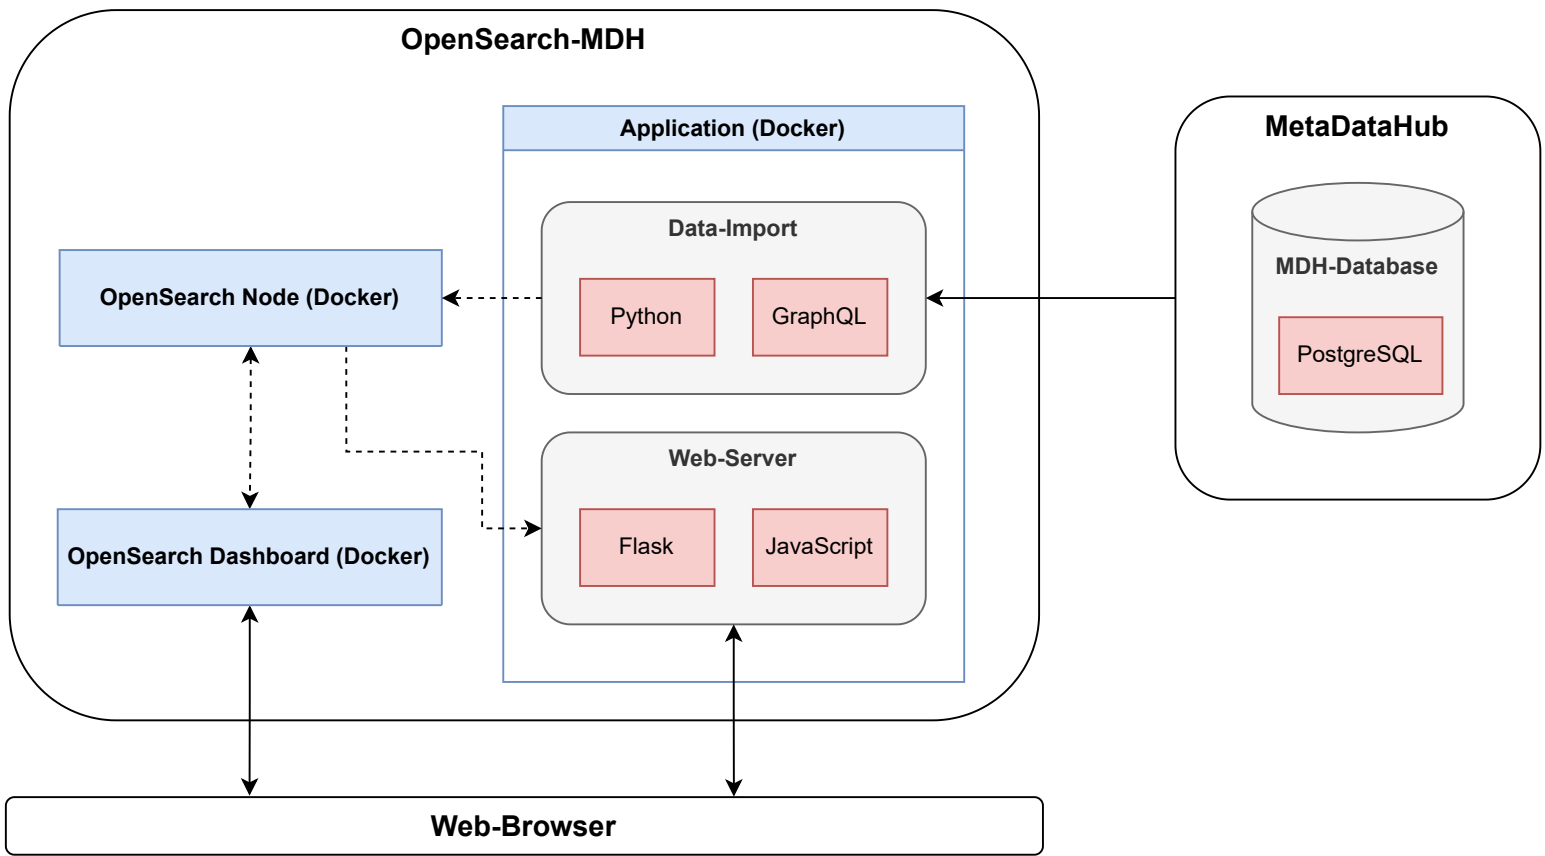 OpenSearch-MDH
Application (Docker)
MetaDataHub
Data-Import
Python
GraphQL
OpenSearch Node (Docker)
MDH-Database
PostgreSQL
Web-Server
Flask
JavaScript
OpenSearch Dashboard (Docker)
Web-Browser